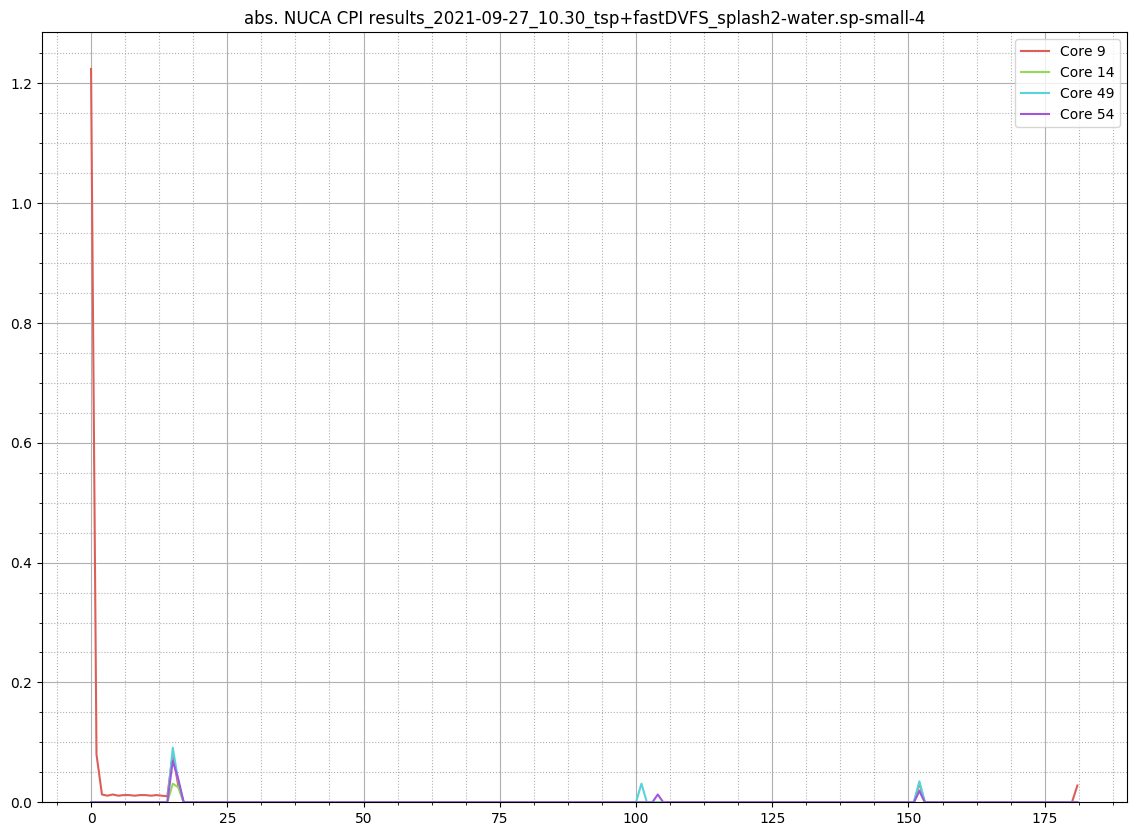 abs. NUCA CPI results_2021-09-27_10.30_tsp+fastDVFS_splash2-water.sp-small-4
Core 9
Core 14
Core 49
Core 54
1.2
1.0
0.8
0.6
0.4
0.2
0.0
0 25 50 75 100 125 150 175